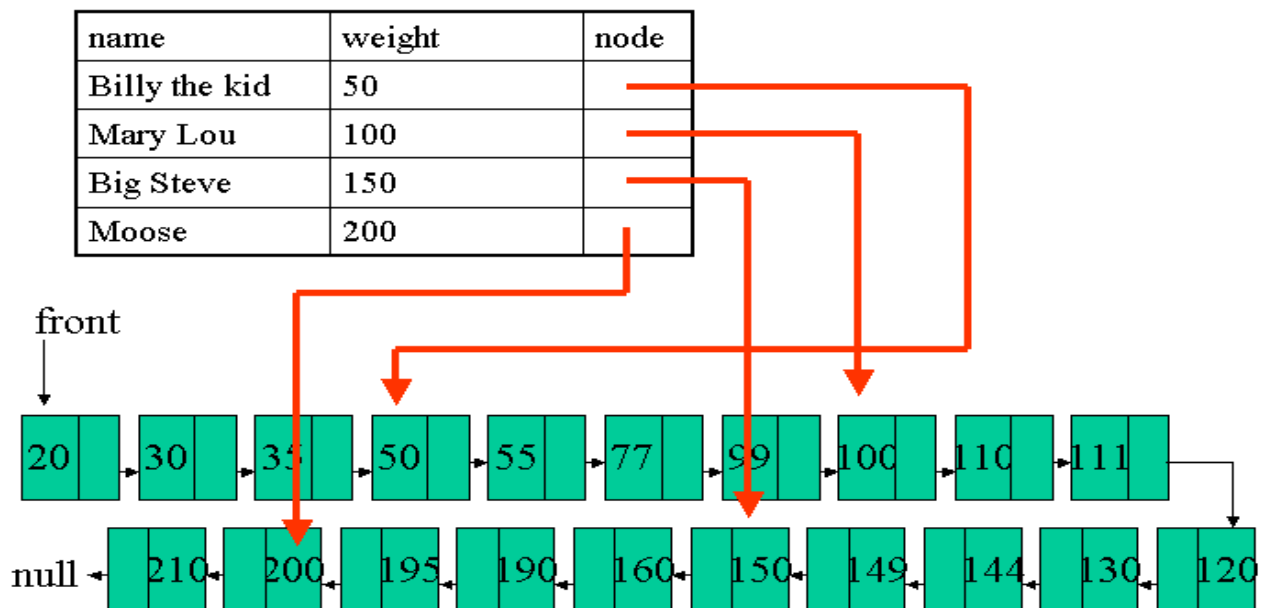 name weight node
Billy the kid 50
Mary Lou 100
Big Steve 150
Moose 200
front
20 30 35 50 55 77 99 100 110 111
null 210 200 195 190 160 150 149 144 130 120